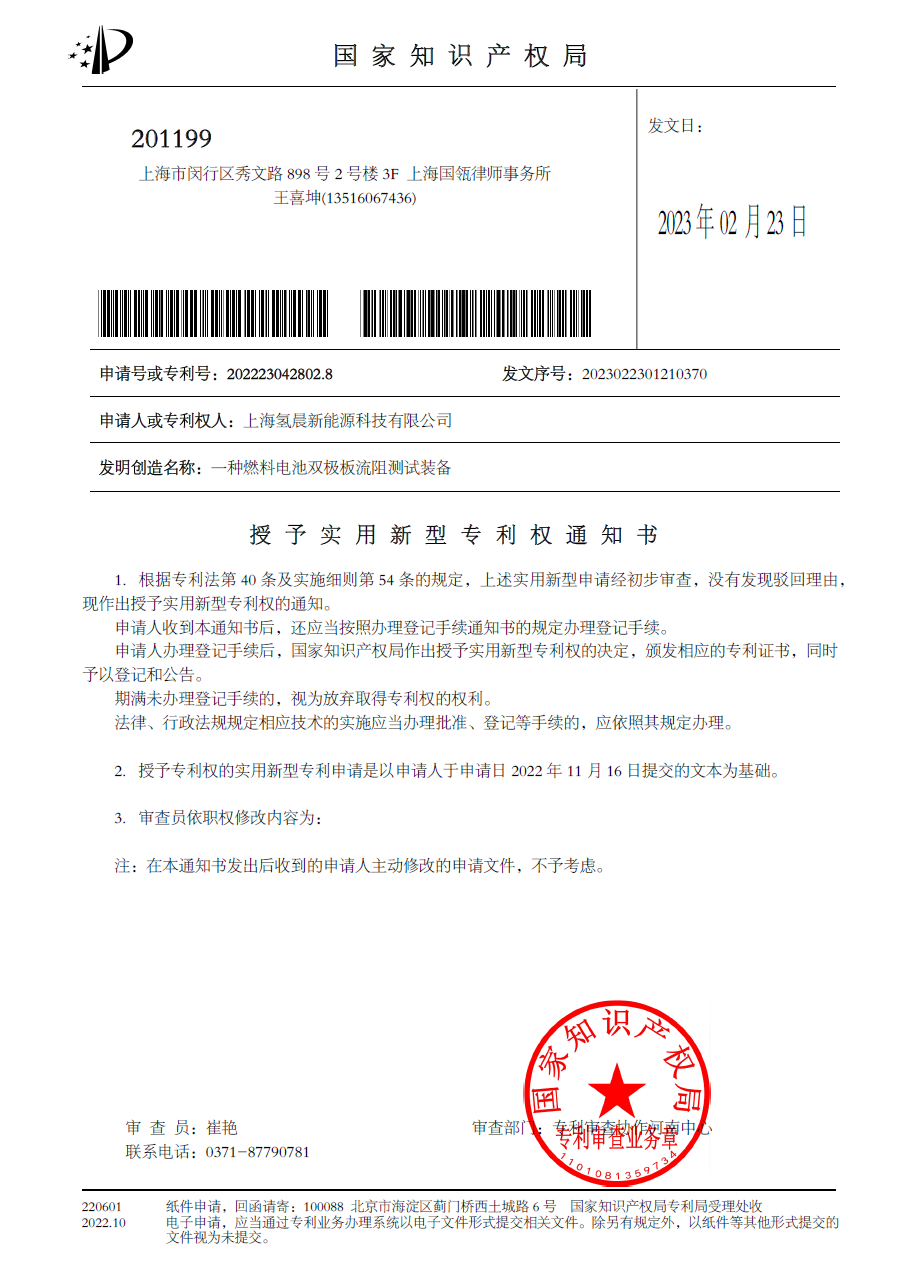 国家知识产权局
201199
上海市闵行区秀文路 898 号 2 号楼 3F 上海国瓴律师事务所
王喜坤(13516067436)
发文日：
2023年02月23日
申请号或专利号：202223042802.8 发文序号：2023022301210370
申请人或专利权人：上海氢晨新能源科技有限公司
发明创造名称：一种燃料电池双极板流阻测试装备
授予实用新型专利权通知书
1. 根据专利法第 40 条及实施细则第 54 条的规定，上述实用新型申请经初步审查，没有发现驳回理由，
现作出授予实用新型专利权的通知。
申请人收到本通知书后，还应当按照办理登记手续通知书的规定办理登记手续。
申请人办理登记手续后，国家知识产权局作出授予实用新型专利权的决定，颁发相应的专利证书，同时
予以登记和公告。
期满未办理登记手续的，视为放弃取得专利权的权利。
法律、行政法规规定相应技术的实施应当办理批准、登记等手续的，应依照其规定办理。
2. 授予专利权的实用新型专利申请是以申请人于申请日 2022 年 11 月 16 日提交的文本为基础。
3. 审查员依职权修改内容为：
注：在本通知书发出后收到的申请人主动修改的申请文件，不予考虑。
国家知识产权局
审 查 员：崔艳 审查部门：专利审查协作河南中心
专利审查业务章
联系电话：0371-87790781
1101081359734
220601 纸件申请，回函请寄：100088 北京市海淀区蓟门桥西土城路 6 号 国家知识产权局专利局受理处收
2022.10 电子申请，应当通过专利业务办理系统以电子文件形式提交相关文件。除另有规定外，以纸件等其他形式提交的
文件视为未提交。